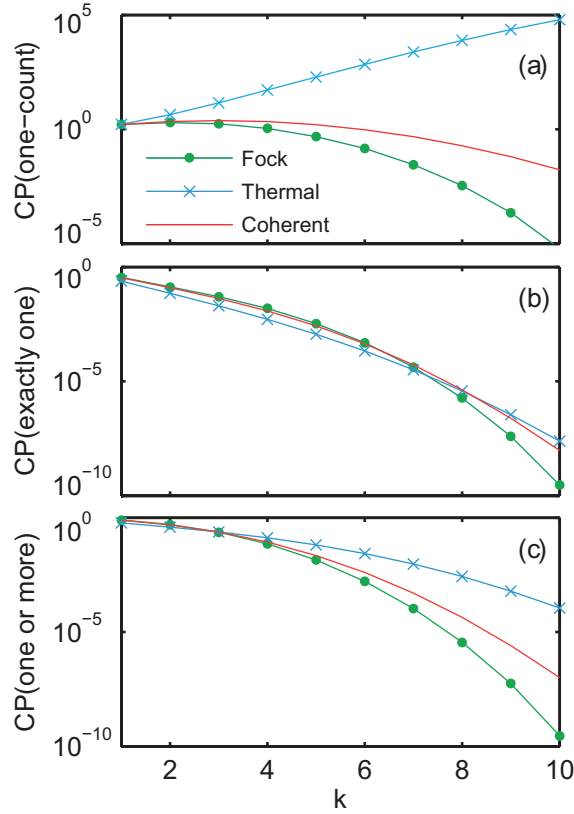 10^5
10^0
10^-5
CP(one-count)
(a)
Fock
Thermal
Coherent
10^0
10^-5
10^-10
CP(exactly one)
(b)
10^0
10^-5
10^-10
CP(one or more)
(c)
2 4 6 8 10
k